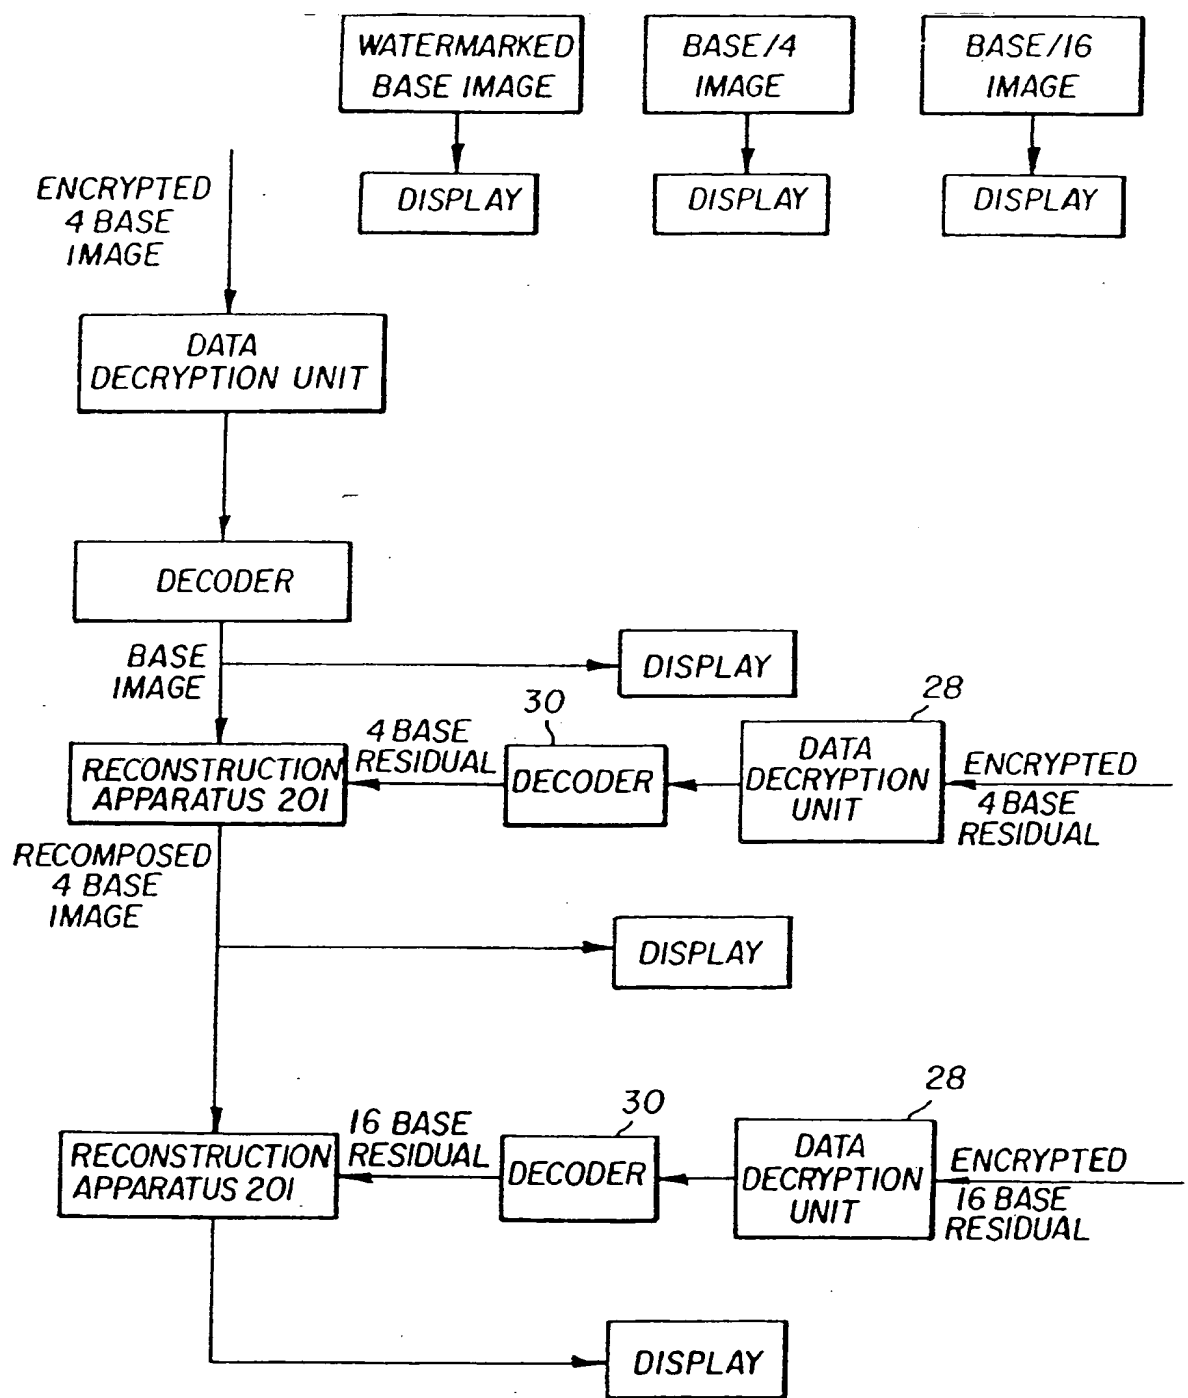 WATERMARKED
BASE IMAGE
BASE/4
IMAGE
BASE/16
IMAGE
DISPLAY
DISPLAY
DISPLAY
ENCRYPTED
4 BASE
IMAGE
DATA
DECRYPTION UNIT
DECODER
BASE
IMAGE
DISPLAY
RECONSTRUCTION
APPARATUS 201
4 BASE
RESIDUAL
30
DECODER
28
DATA
DECRYPTION
UNIT
ENCRYPTED
4 BASE
RESIDUAL
RECOMPOSED
4 BASE
IMAGE
DISPLAY
RECONSTRUCTION
APPARATUS 201
16 BASE
RESIDUAL
30
DECODER
28
DATA
DECRYPTION
UNIT
ENCRYPTED
16 BASE
RESIDUAL
DISPLAY